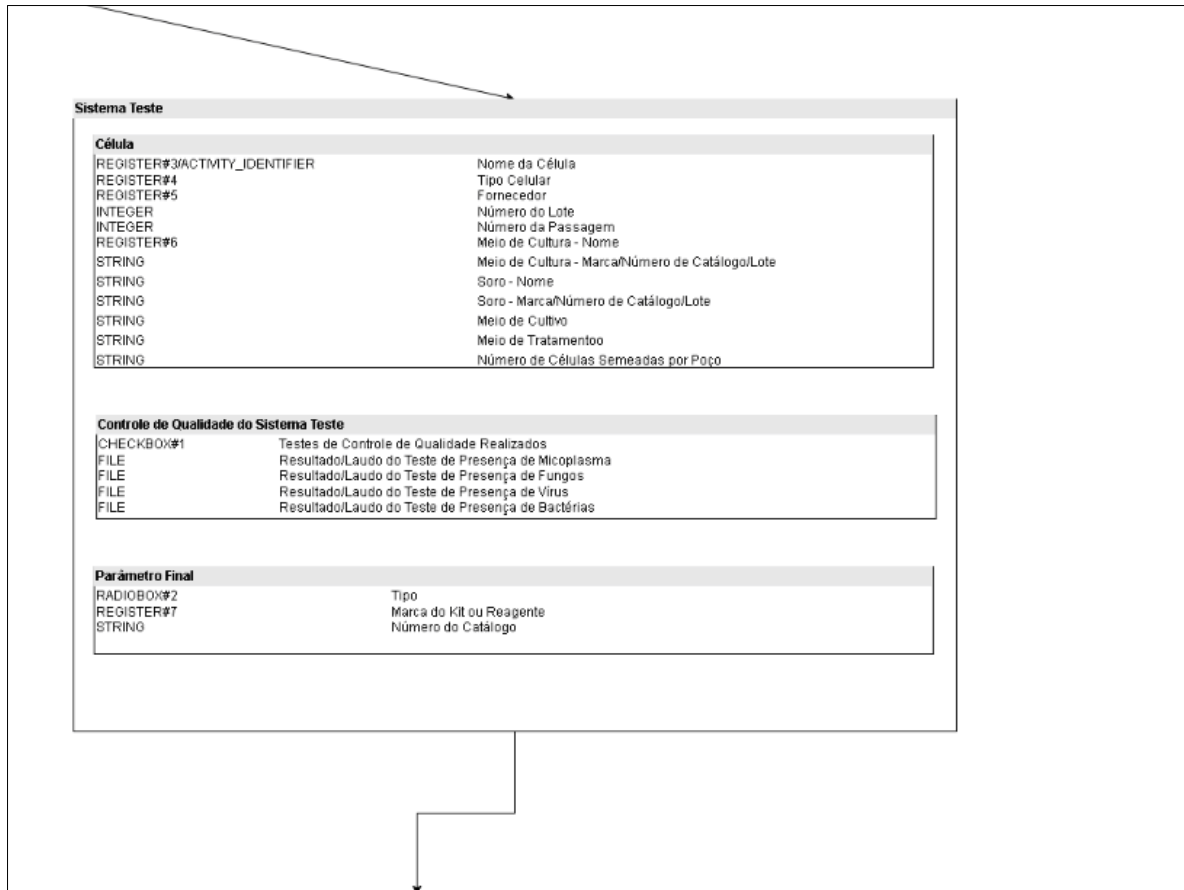 Sistema Teste
Célula
REGISTER#3/ACTIVITY_IDENTIFIER Nome da Célula
REGISTER#4 Tipo Celular
REGISTER#5 Fornecedor
INTEGER Número do Lote
INTEGER Número da Passagem
REGISTER#6 Meio de Cultura - Nome
STRING Meio de Cultura - Marca/Número de Catálogo/Lote
STRING Soro - Nome
STRING Soro - Marca/Número de Catálogo/Lote
STRING Meio de Cultivo
STRING Meio de Tratamentoo
STRING Número de Células Semeadas por Poço
Controle de Qualidade do Sistema Teste
CHECKBOX#1 Testes de Controle de Qualidade Realizados
FILE Resultado/Laudo do Teste de Presença de Micoplasma
FILE Resultado/Laudo do Teste de Presença de Fungos
FILE Resultado/Laudo do Teste de Presença de Vírus
FILE Resultado/Laudo do Teste de Presença de Bactérias
Parâmetro Final
RADIOBOX#2 Tipo
REGISTER#7 Marca do Kit ou Reagente
STRING Número do Catálogo